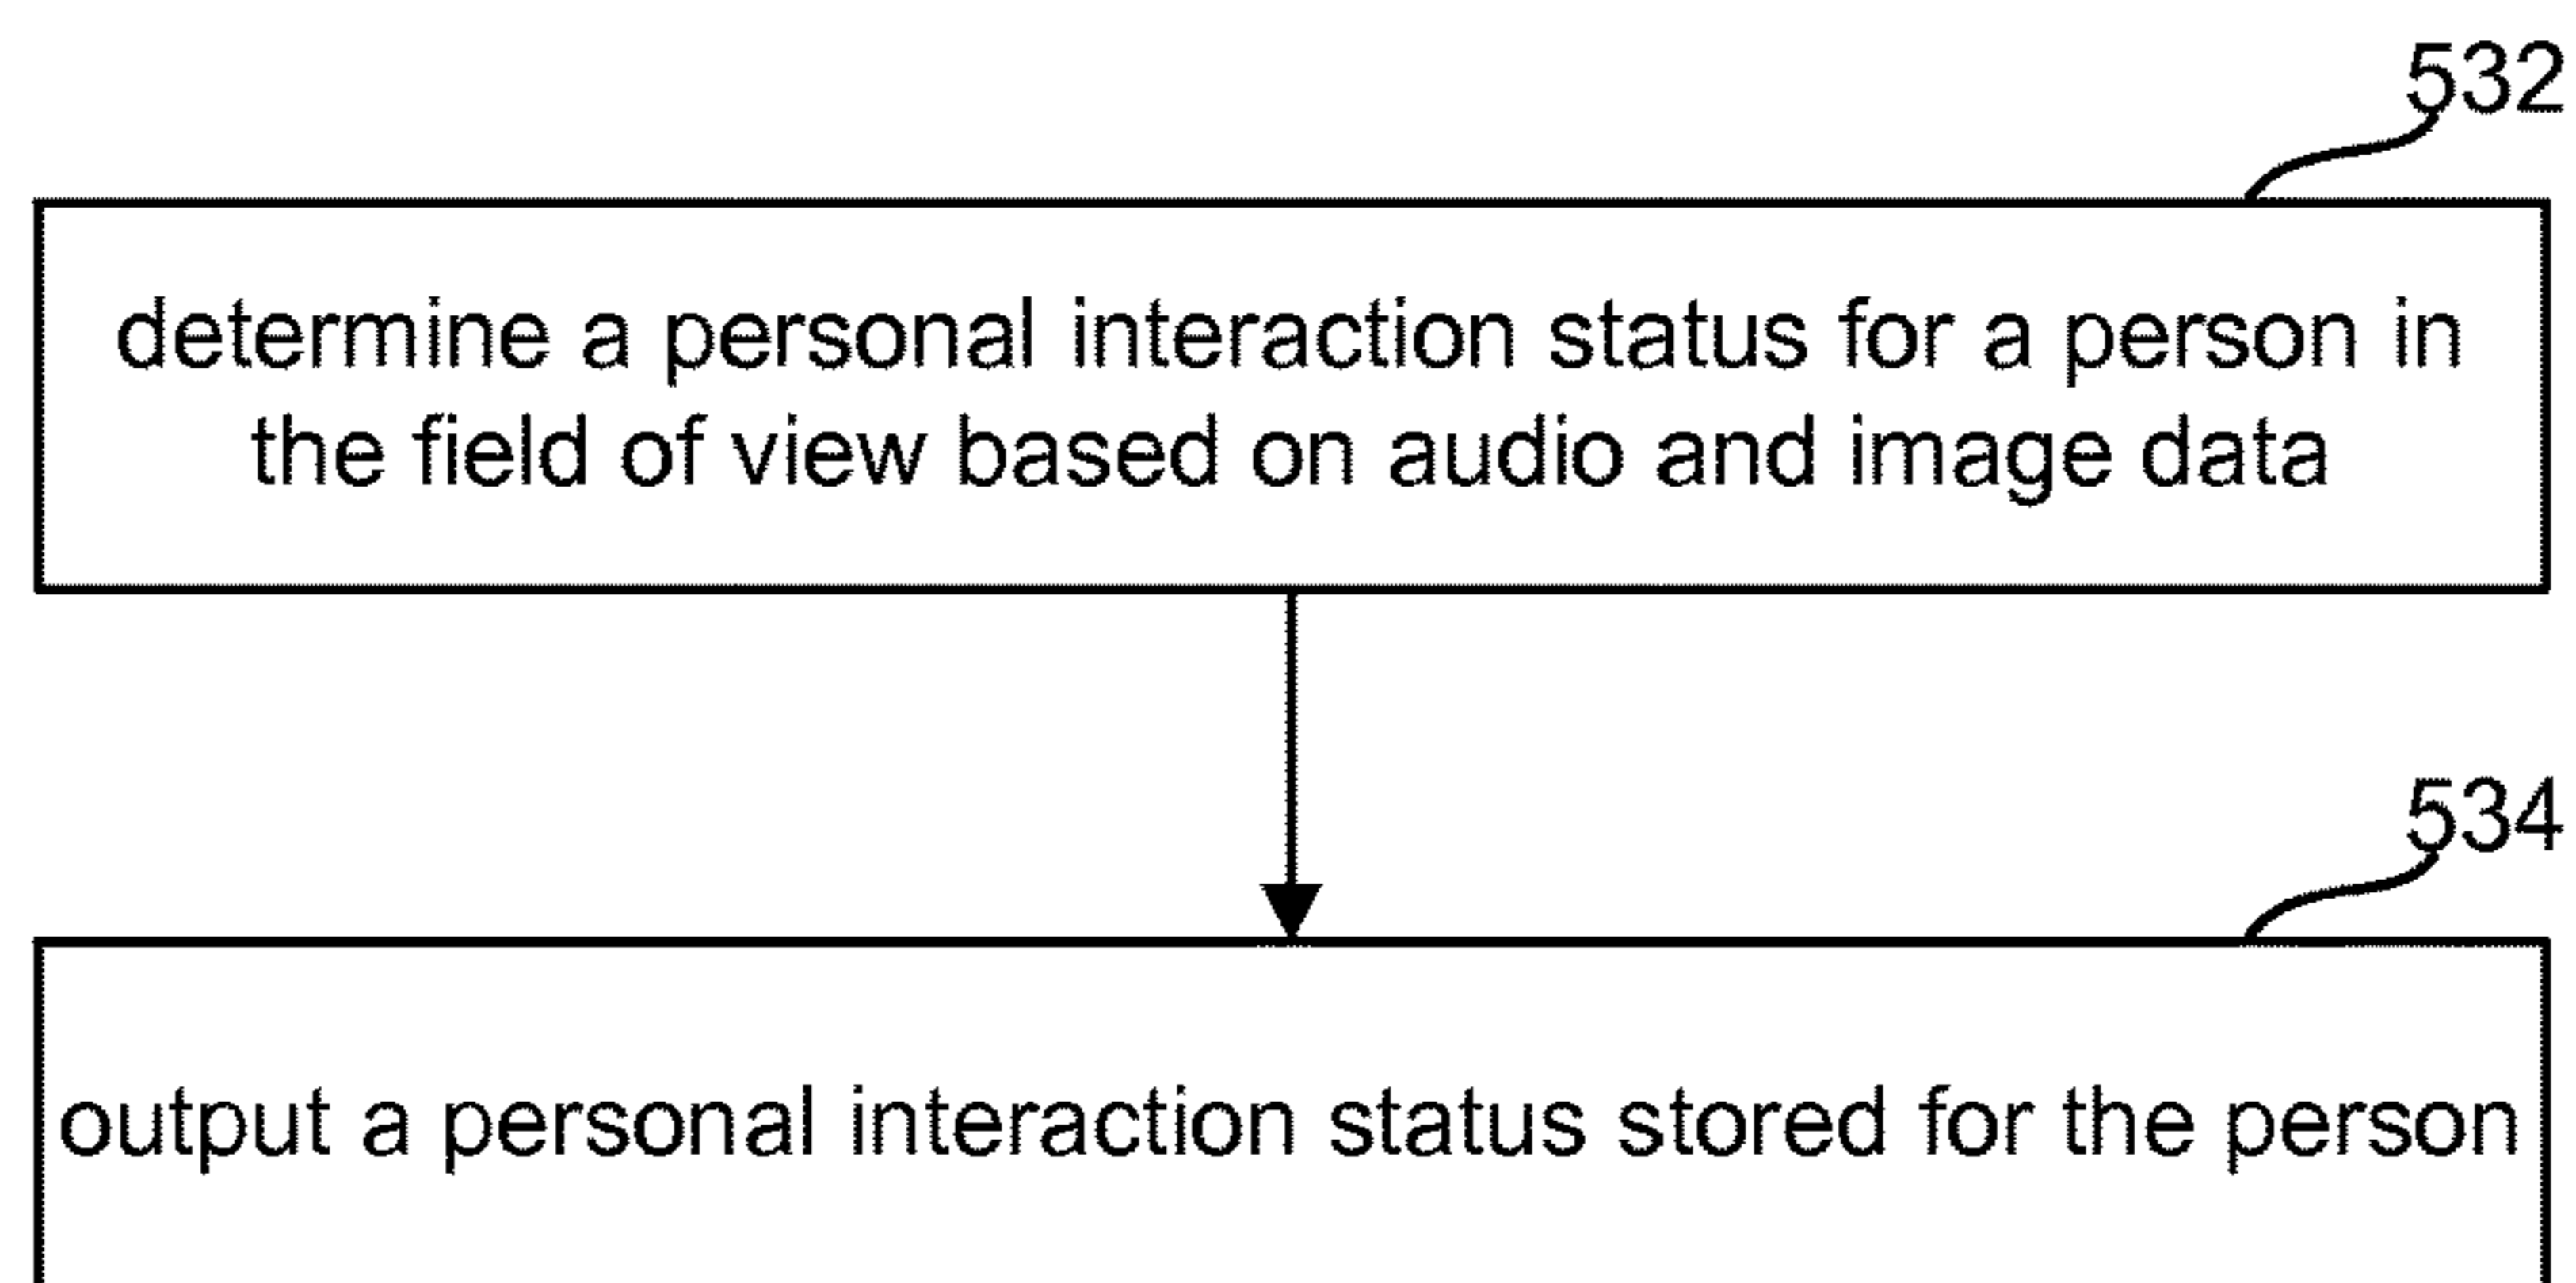 532
determine a personal interaction status for a person in
the field of view based on audio and image data
534
output a personal interaction status stored for the person